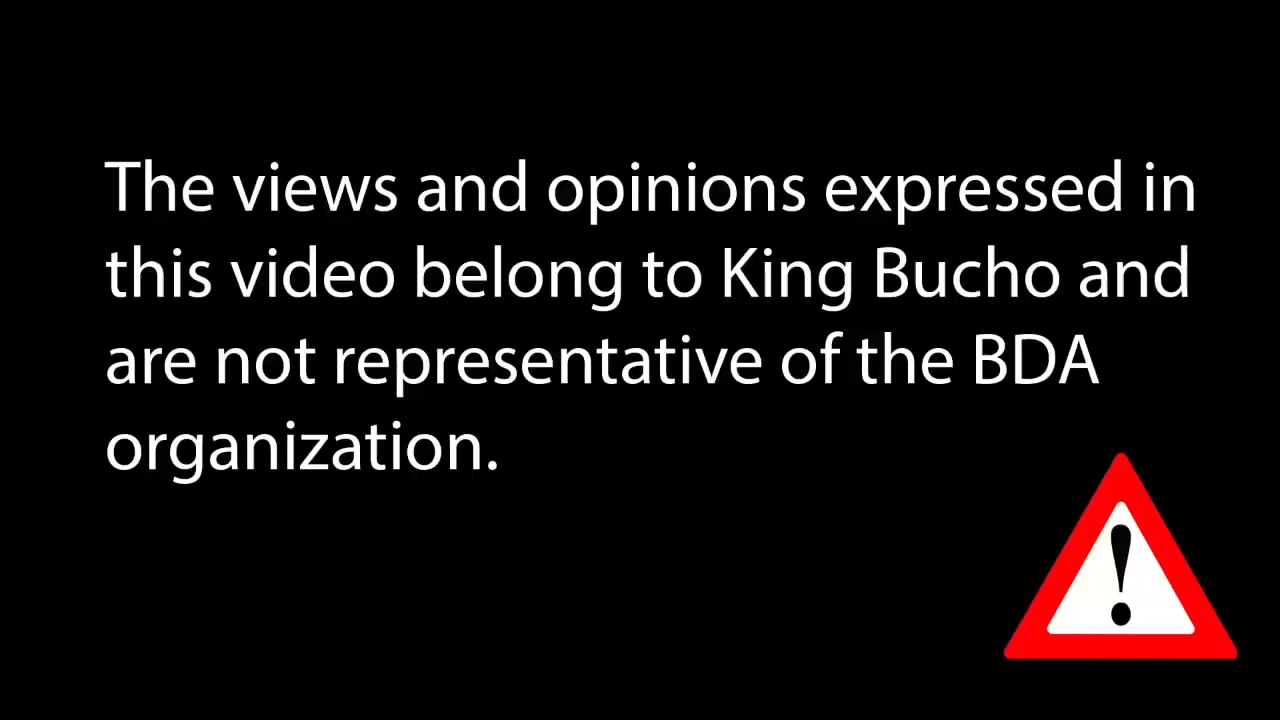 The views and opinions expressed in
this video belong to King Bucho and
are not representative of the BDA
organization.
!